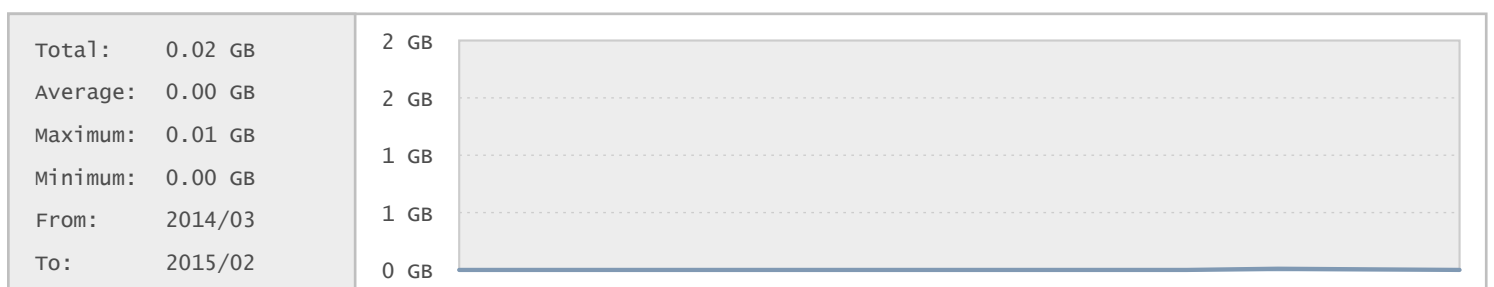 Total: 0.02 GB
Average: 0.00 GB
Maximum: 0.01 GB
Minimum: 0.00 GB
From: 2014/03
To: 2015/02
2 GB
2 GB
1 GB
1 GB
0 GB